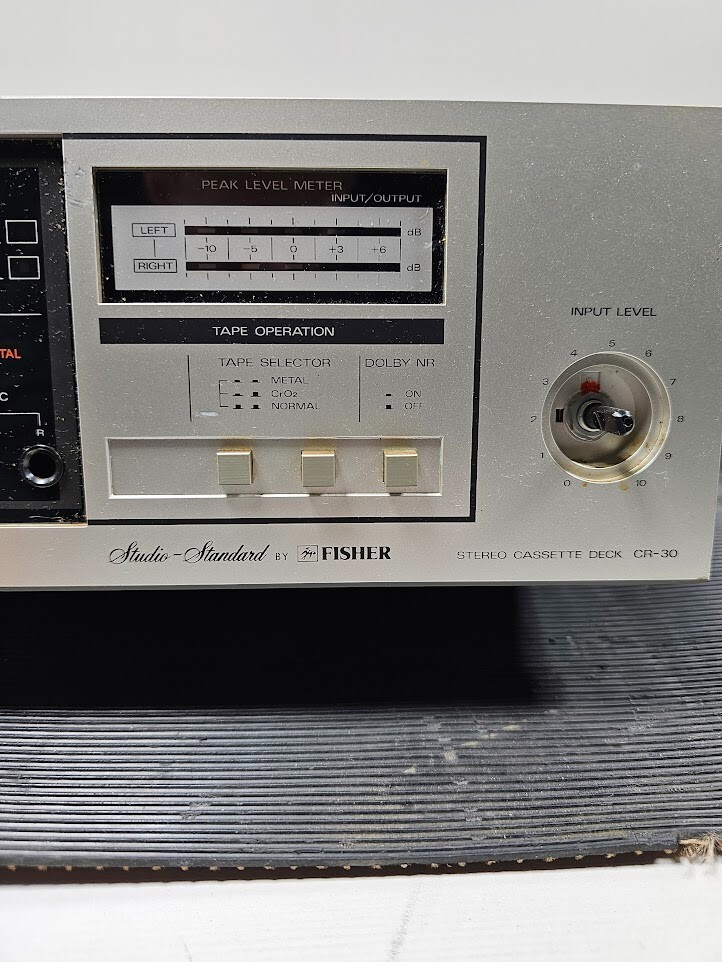 PEAK LEVEL METER
INPUT/OUTPUT
LEFT dB
-10 -5 0 +3 +6
RIGHT dB
TAL
C
R
TAPE OPERATION
TAPE SELECTOR
METAL
CrO2
NORMAL
DOLBY NR
ON
OFF
INPUT LEVEL
0 1 2 3 4 5 6 7 8 9 10
Studio-Standard BY FISHER
STEREO CASSETTE DECK CR-30